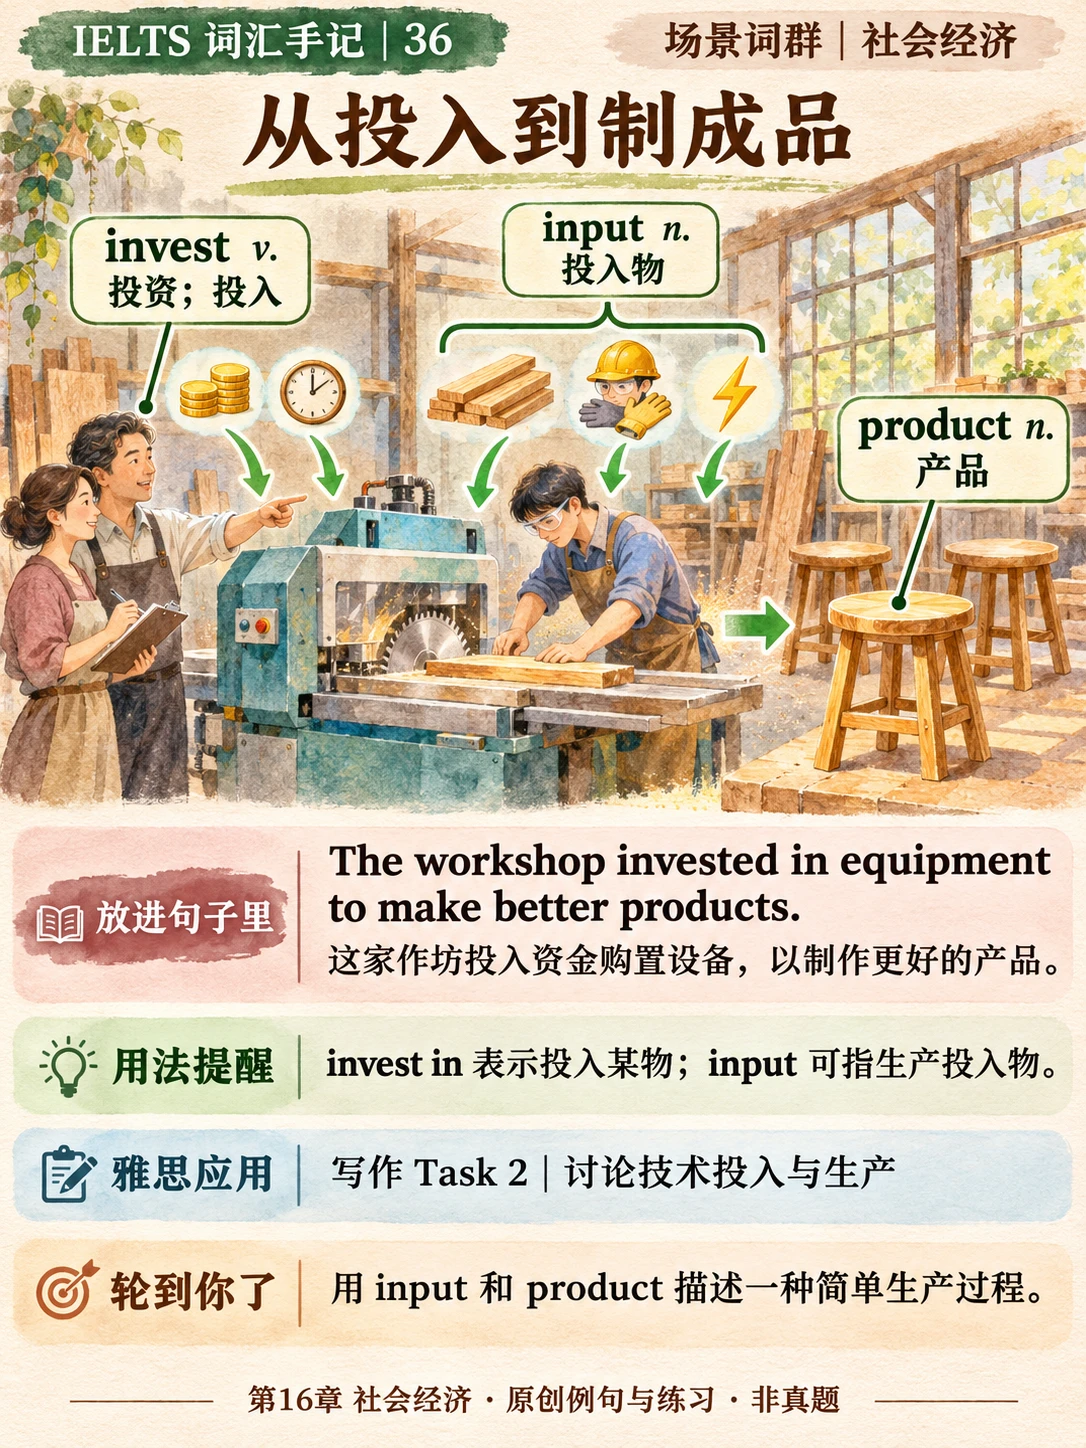 IELTS 词汇手记 | 36
场景词群 | 社会经济
从投入到制成品
invest v.
投资；投入
input n.
投入物
product n.
产品
放进句子里
The workshop invested in equipment
to make better products.
这家作坊投入资金购置设备，以制作更好的产品。
用法提醒
invest in 表示投入某物；input 可指生产投入物。
雅思应用
写作 Task 2 | 讨论技术投入与生产
轮到你了
用 input 和 product 描述一种简单生产过程。
第16章 社会经济 · 原创例句与练习 · 非真题